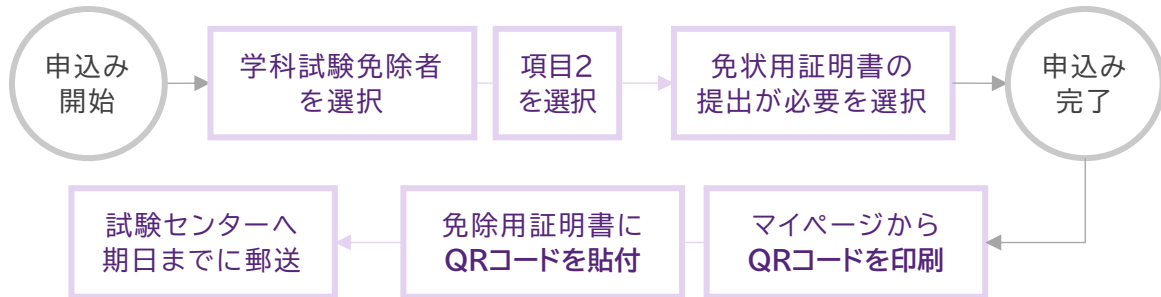 申込み
開始
学科試験免除者
を選択
項目2
を選択
免状用証明書の
提出が必要を選択
申込み
完了
マイページから
QRコードを印刷
免除用証明書に
QRコードを貼付
試験センターへ
期日までに郵送